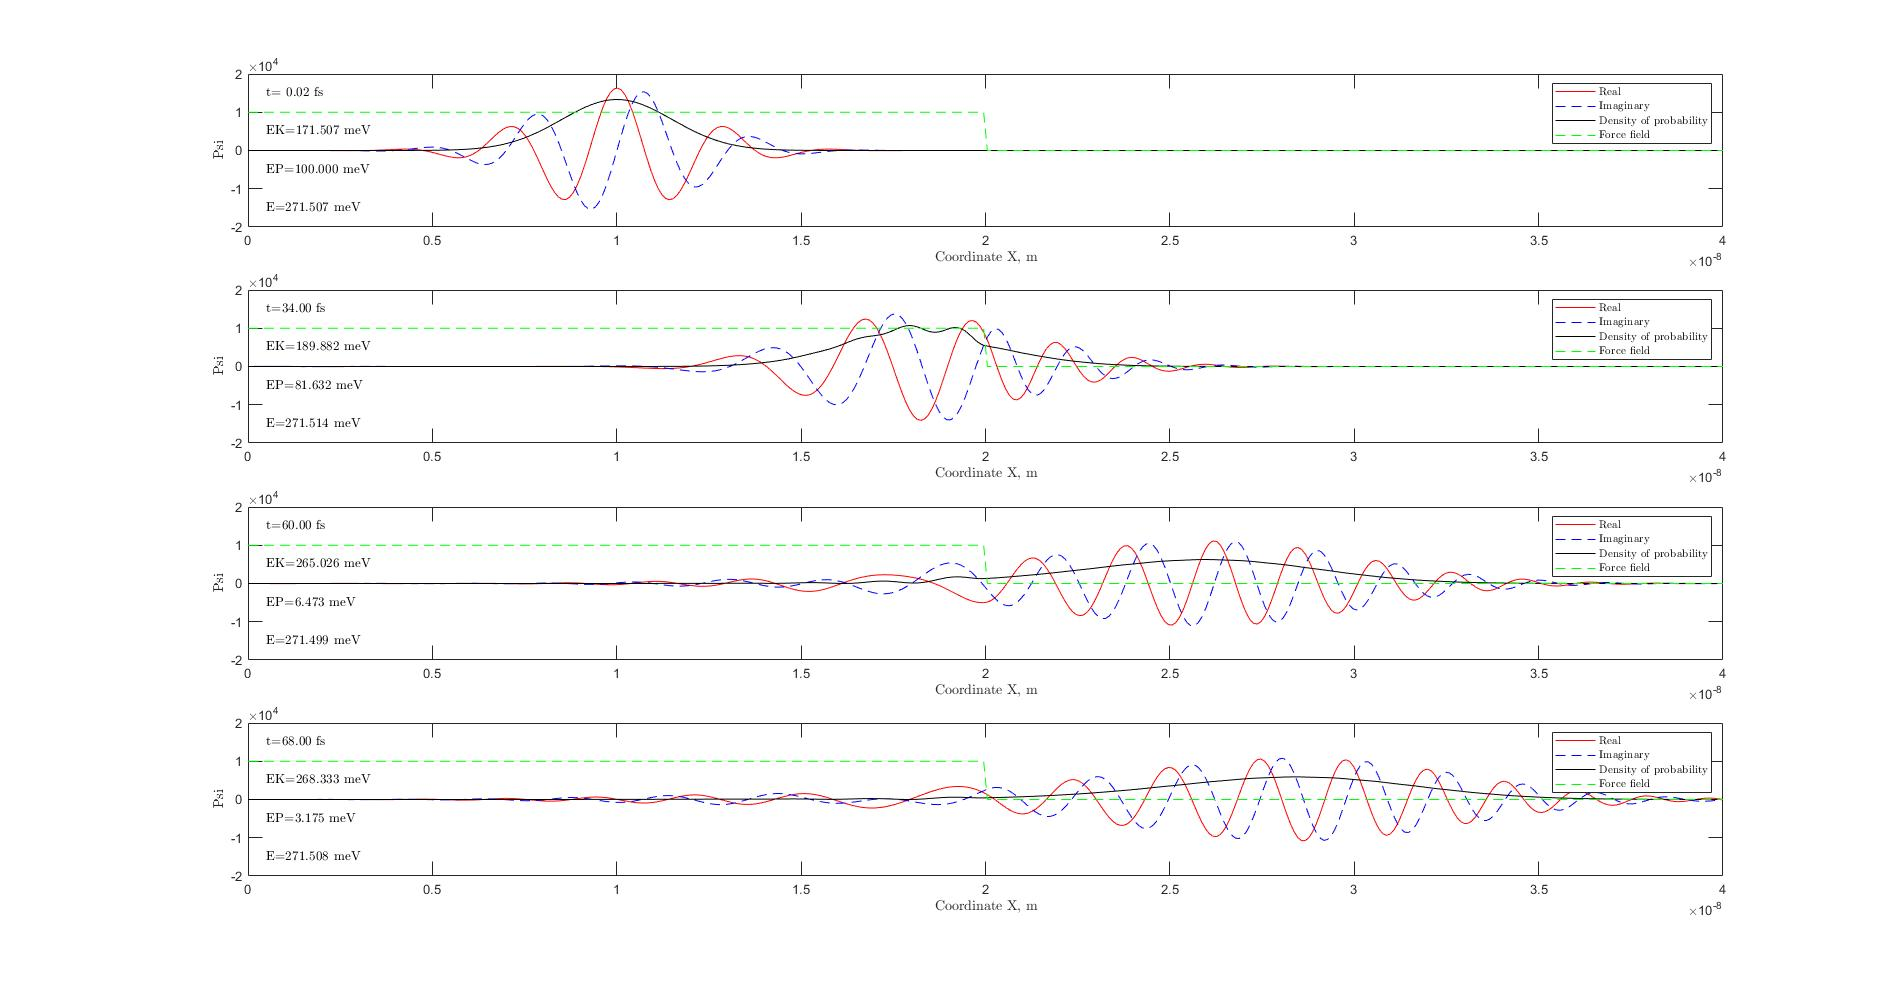 ×10⁴
2
1
0
-1
-2
Psi
t= 0.02 fs
EK=171.507 meV
EP=100.000 meV
E=271.507 meV
Real
Imaginary
Density of probability
Force field
0 0.5 1 1.5 2 2.5 3 3.5 4
Coordinate X, m
×10⁻⁸
×10⁴
2
1
0
-1
-2
Psi
t=34.00 fs
EK=189.882 meV
EP=81.632 meV
E=271.514 meV
Real
Imaginary
Density of probability
Force field
0 0.5 1 1.5 2 2.5 3 3.5 4
Coordinate X, m
×10⁻⁸
×10⁴
2
1
0
-1
-2
Psi
t=60.00 fs
EK=265.026 meV
EP=6.473 meV
E=271.499 meV
Real
Imaginary
Density of probability
Force field
0 0.5 1 1.5 2 2.5 3 3.5 4
Coordinate X, m
×10⁻⁸
×10⁴
2
1
0
-1
-2
Psi
t=68.00 fs
EK=268.333 meV
EP=3.175 meV
E=271.508 meV
Real
Imaginary
Density of probability
Force field
0 0.5 1 1.5 2 2.5 3 3.5 4
Coordinate X, m
×10⁻⁸